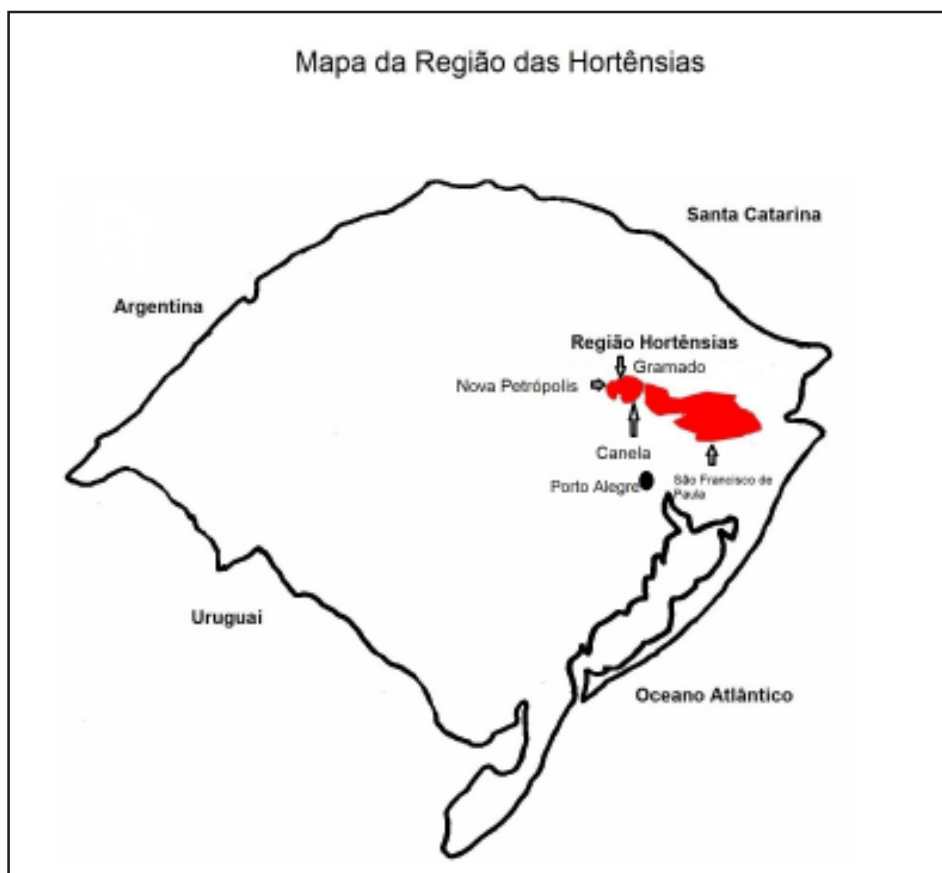 Mapa da Região das Hortênsias
Santa Catarina
Argentina
Região Hortênsias
Gramado
Nova Petrópolis
Canela
Porto Alegre
São Francisco de
Paula
Uruguai
Oceano Atlântico